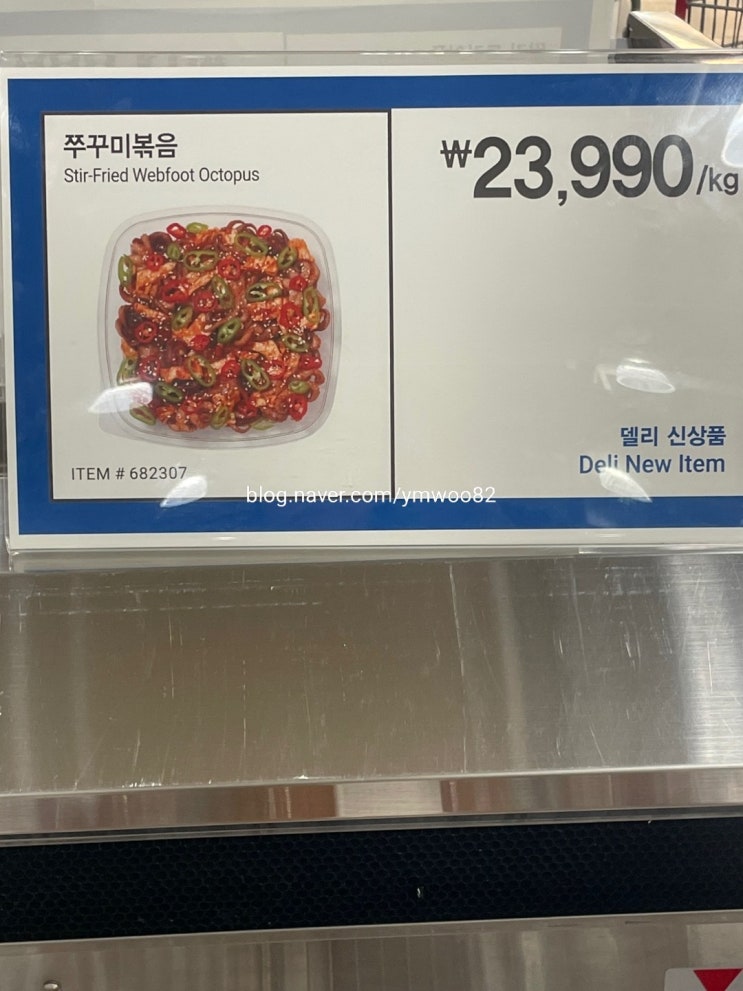 쭈꾸미볶음
Stir-Fried Webfoot Octopus
₩23,990/kg
델리 신상품
Deli New Item
ITEM # 682307
blog.naver.com/ymwoo82